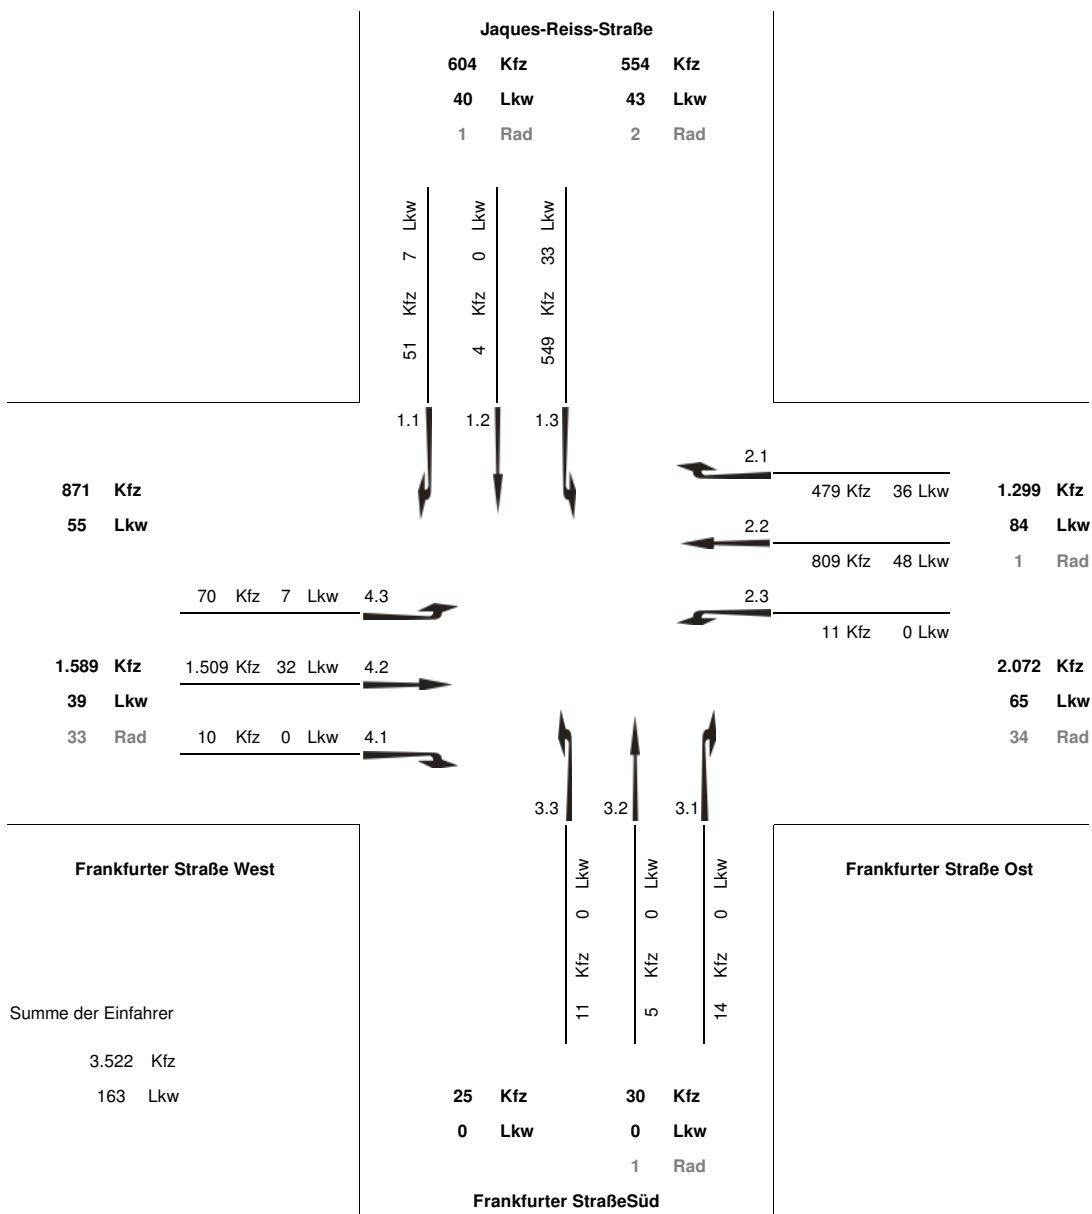 Jaques-Reiss-Straße
604 Kfz 554 Kfz
40 Lkw 43 Lkw
1 Rad 2 Rad
51 Kfz 7 Lkw
4 Kfz 0 Lkw
549 Kfz 33 Lkw
1.1 1.2 1.3
2.1
479 Kfz 36 Lkw
871 Kfz
55 Lkw
1.299 Kfz
84 Lkw
1 Rad
2.2
809 Kfz 48 Lkw
2.3
11 Kfz 0 Lkw
70 Kfz 7 Lkw 4.3
1.589 Kfz
39 Lkw
33 Rad
1.509 Kfz 32 Lkw 4.2
10 Kfz 0 Lkw 4.1
2.072 Kfz
65 Lkw
34 Rad
3.3 3.2 3.1
11 Kfz 0 Lkw
5 Kfz 0 Lkw
14 Kfz 0 Lkw
Frankfurter Straße West
Frankfurter Straße Ost
Summe der Einfahrer
3.522 Kfz
163 Lkw
25 Kfz 30 Kfz
0 Lkw 0 Lkw
1 Rad
Frankfurter StraßeSüd